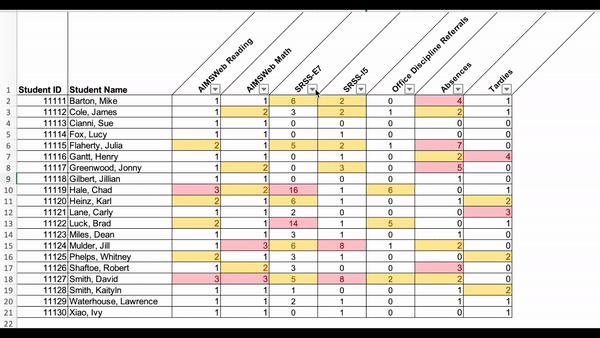 Student ID Student Name AIMSWeb Reading AIMSWeb Math SRSS-E7 SRSS-I5 Office Discipline Referrals Absences Tardies
1
2 11111 Barton, Mike 1 1 6 2 0 4 1
3 11112 Cole, James 1 2 3 2 1 2 1
4 11113 Cianni, Sue 1 1 0 0 0 0 0
5 11114 Fox, Lucy 1 1 0 1 0 0 0
6 11115 Flaherty, Julia 2 1 5 2 1 7 0
7 11116 Gantt, Henry 1 1 0 1 0 2 4
8 11117 Greenwood, Jonny 1 2 0 3 0 5 0
9 11118 Gilbert, Jillian 1 1 0 0 0 0 0
10 11119 Hale, Chad 3 2 16 1 6 0 1
11 11120 Heinz, Karl 2 1 6 1 0 1 2
12 11121 Lane, Carly 1 1 2 0 0 1 3
13 11122 Luck, Brad 2 1 14 1 5 0 1
14 11123 Miles, Dean 1 1 3 1 0 1 0
15 11124 Mulder, Jill 1 3 6 8 1 2 0
16 11125 Phelps, Whitney 2 1 3 1 0 0 2
17 11126 Shaftoe, Robert 1 2 3 0 0 3 0
18 11127 Smith, David 3 3 5 8 2 2 0
19 11128 Smith, Kaityln 1 1 1 0 0 0 2
20 11129 Waterhouse, Lawrence 1 1 2 1 0 1 1
21 11130 Xiao, Ivy 1 1 0 1 0 0 0
22